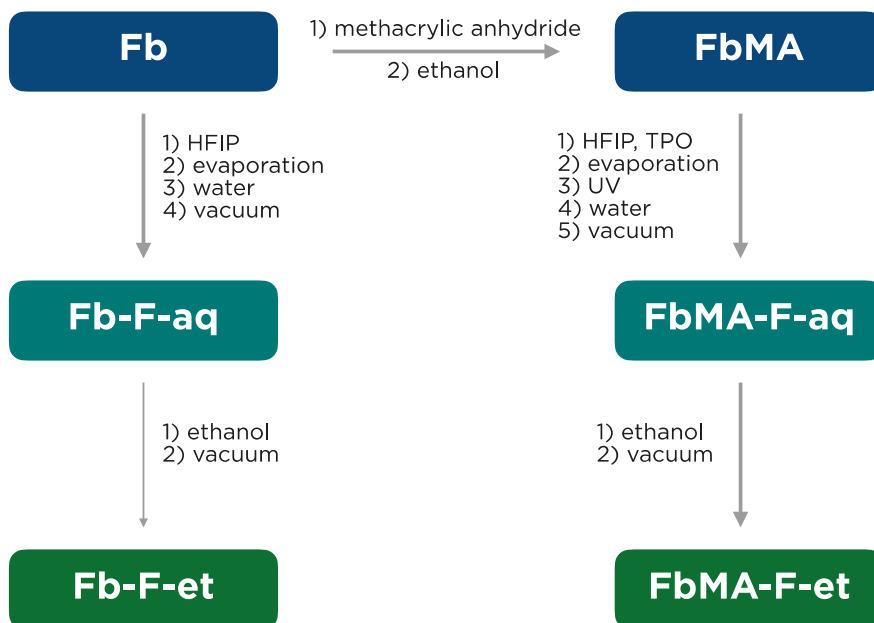 Fb
1) methacrylic anhydride
2) ethanol
FbMA
1) HFIP
2) evaporation
3) water
4) vacuum
1) HFIP, TPO
2) evaporation
3) UV
4) water
5) vacuum
Fb-F-aq
FbMA-F-aq
1) ethanol
2) vacuum
1) ethanol
2) vacuum
Fb-F-et
FbMA-F-et